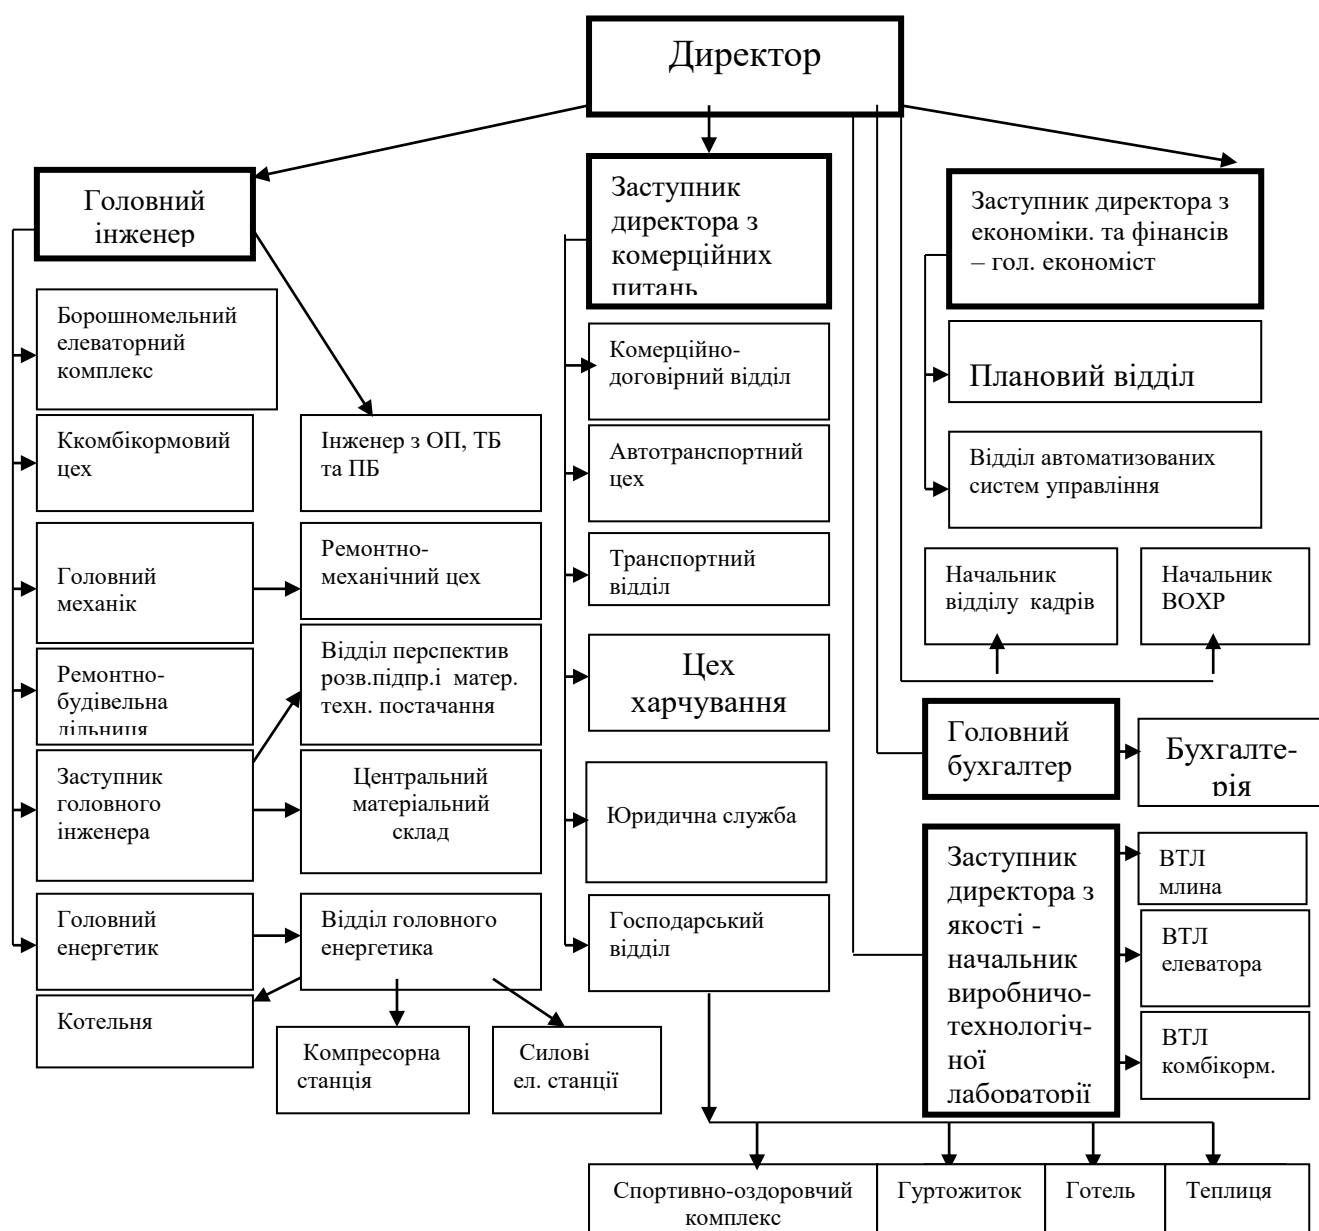 Директор
Головний
інженер
Заступник
директора з
комерційних
питань
Заступник директора з
економіки. та фінансів
– гол. економіст
Борошномельний
елеваторний
комплекс
Ккомбікормовий
цех
Головний
механік
Ремонтно-
будівельна
дільниця
Заступник
головного
інженера
Головний
енергетик
Котельня
Інженер з ОП, ТБ
та ПБ
Ремонтно-
механічний цех
Відділ перспектив
розв.підпр.і матер.
техн. постачання
Центральний
матеріальний
склад
Відділ головного
енергетика
Компресорна
станція
Силові
ел. станції
Комерційно-
договірний відділ
Автотранспортний
цех
Транспортний
відділ
Цех
харчування
Юридична служба
Господарський
відділ
Плановий відділ
Відділ автоматизованих
систем управління
Начальник
відділу кадрів
Начальник
ВОХР
Головний
бухгалтер
Бухгалте-
рія
Заступник
директора з
якості -
начальник
виробничо-
технологіч-
ної
лабораторії
ВТЛ
млина
ВТЛ
елеватора
ВТЛ
комбікорм.
Спортивно-оздоровчий
комплекс
Гуртожиток
Готель
Теплиця